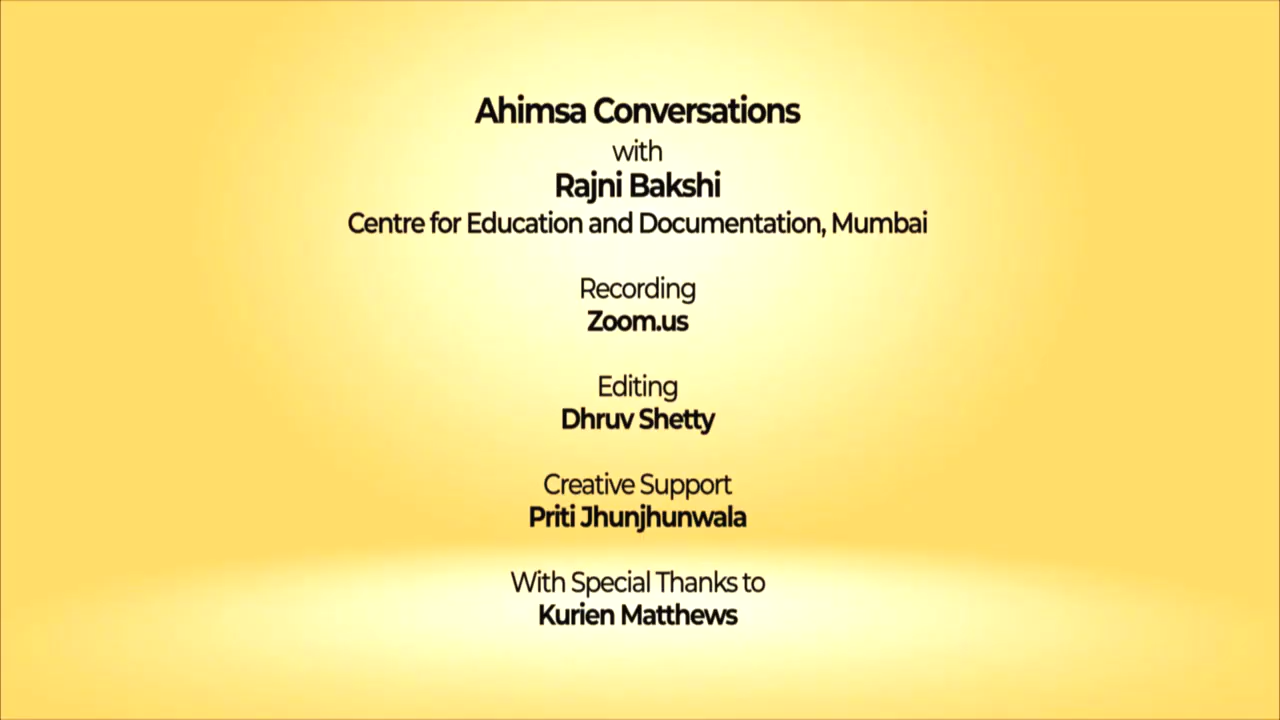 Ahimsa Conversations
with
Rajni Bakshi
Centre for Education and Documentation, Mumbai
Recording
Zoom.us
Editing
Dhruv Shetty
Creative Support
Priti Jhunjhunwala
With Special Thanks to
Kurien Matthews